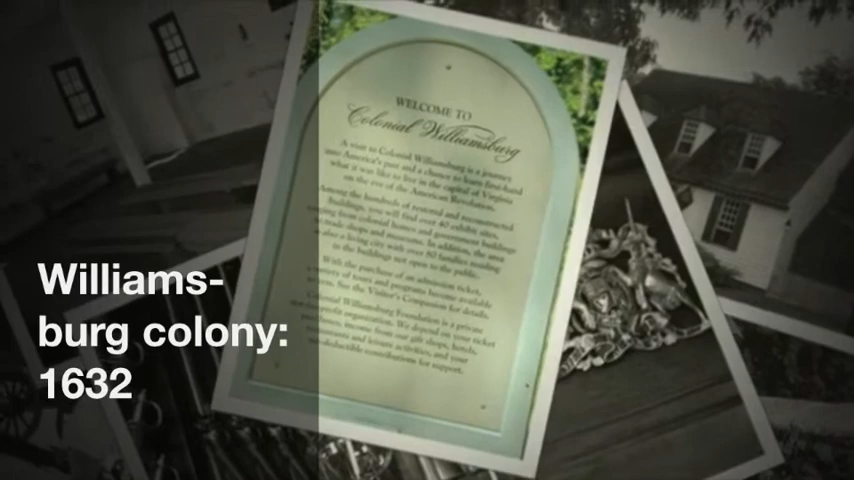 WELCOME TO
Colonial Williamsburg
A visit to Colonial Williamsburg is a journey
into America's past and a chance to learn first-hand
what it was like to live in the capital of Virginia
on the eve of the American Revolution.
Among the hundreds of restored and reconstructed
buildings, you will find over 40 exhibit sites,
ranging from colonial homes and government buildings
to trade shops and museums. In addition, the area
is also a living city with over 80 families residing
in the buildings not open to the public.
With the purchase of an admission ticket,
a variety of tours and programs become available
to you. See the Visitor's Companion for details.
Colonial Williamsburg Foundation is a private
not-for-profit organization. We depend on your ticket
purchases, income from our gift shops, hotels,
restaurants and leisure activities, and your
tax-deductible contributions for support.
Williams-
burg colony:
1632